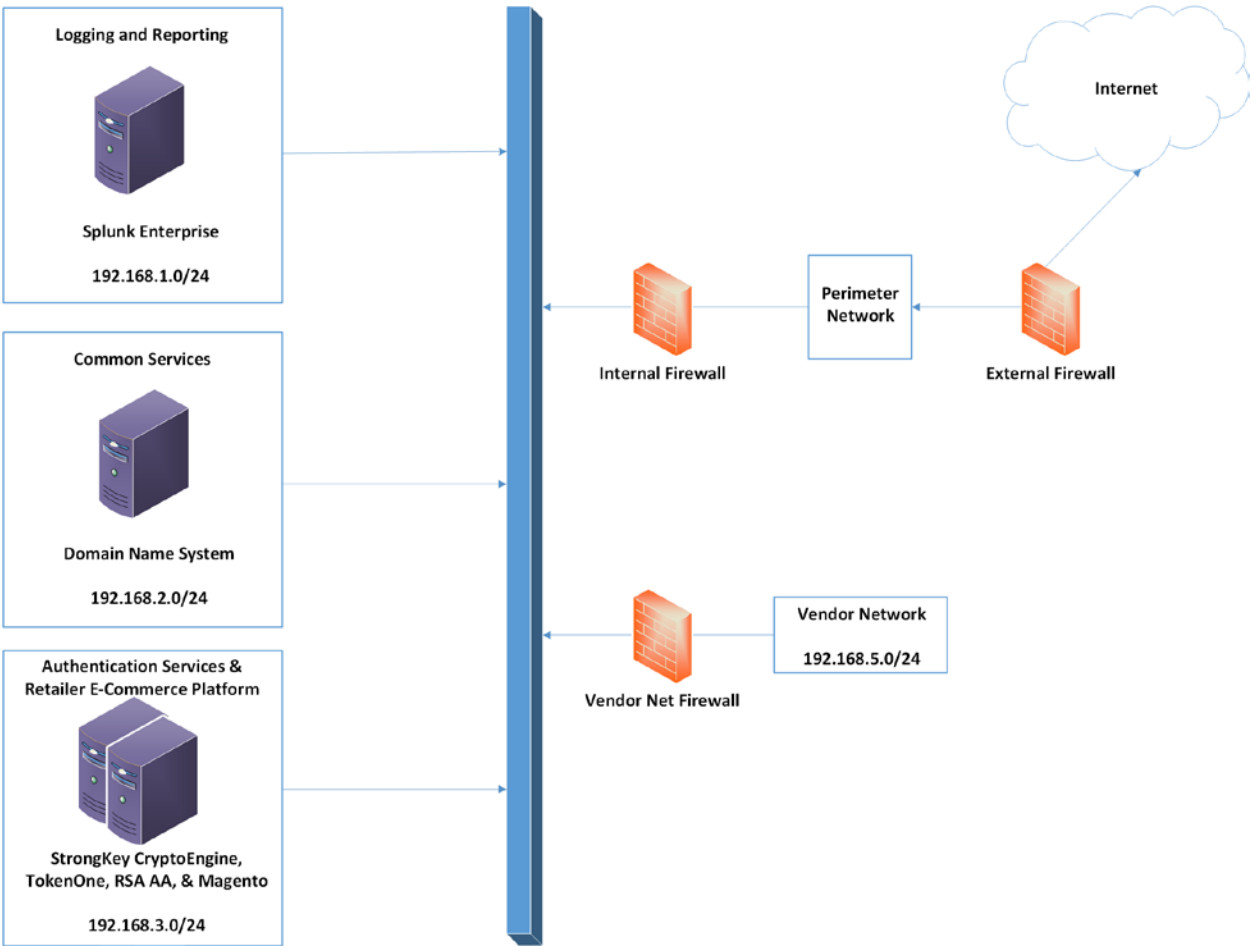 Logging and Reporting
Splunk Enterprise
192.168.1.0/24
Common Services
Domain Name System
192.168.2.0/24
Authentication Services &
Retailer E-Commerce Platform
StrongKey CryptoEngine,
TokenOne, RSA AA, & Magento
192.168.3.0/24
Internet
Internal Firewall
Perimeter
Network
External Firewall
Vendor Net Firewall
Vendor Network
192.168.5.0/24